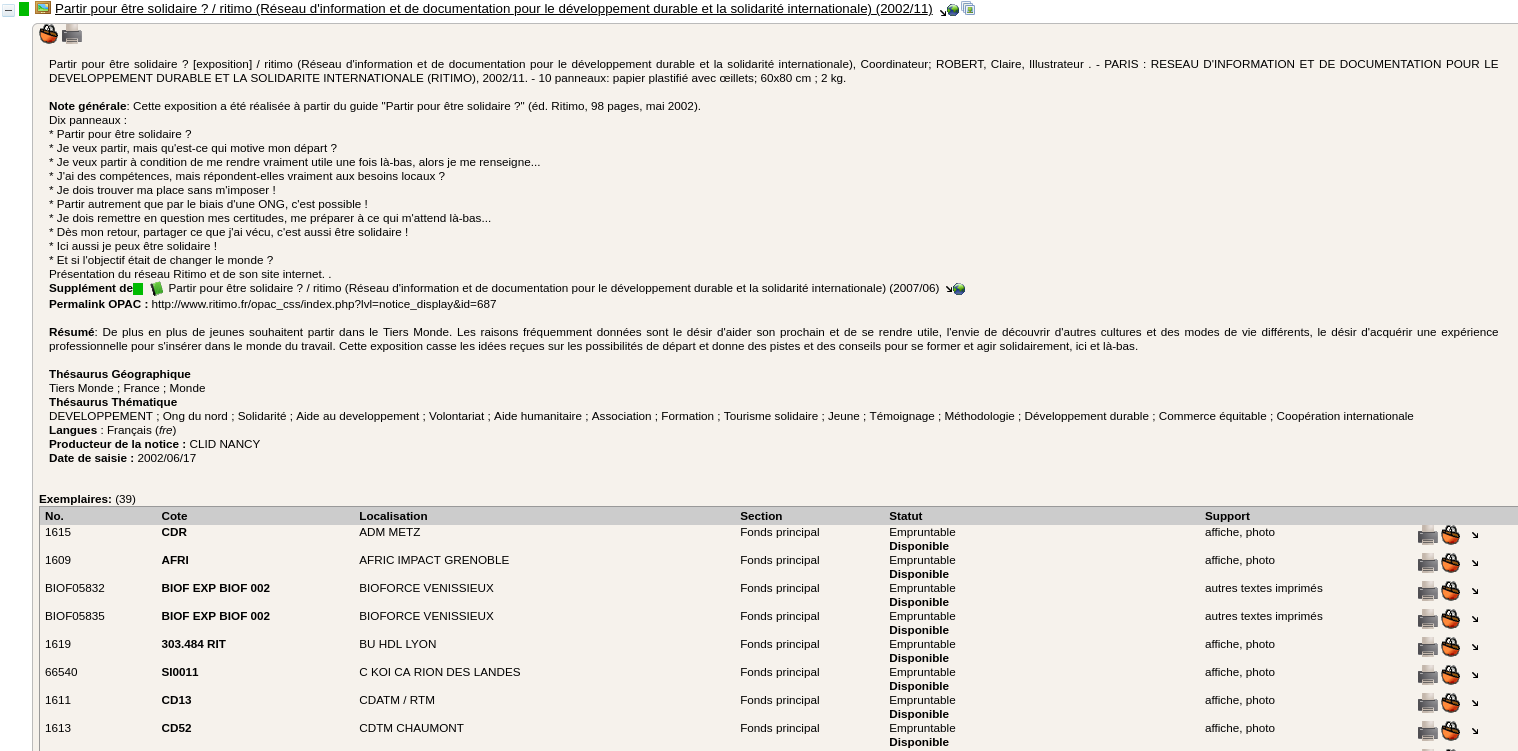 Partir pour être solidaire ? / ritimo (Réseau d'information et de documentation pour le développement durable et la solidarité internationale) (2002/11)
Partir pour être solidaire ? [exposition] / ritimo (Réseau d'information et de documentation pour le développement durable et la solidarité internationale), Coordinateur; ROBERT, Claire, Illustrateur . - PARIS : RESEAU D'INFORMATION ET DE DOCUMENTATION POUR LE
DEVELOPPEMENT DURABLE ET LA SOLIDARITE INTERNATIONALE (RITIMO), 2002/11. - 10 panneaux: papier plastifié avec œillets; 60x80 cm ; 2 kg.
Note générale: Cette exposition a été réalisée à partir du guide "Partir pour être solidaire ?" (éd. Ritimo, 98 pages, mai 2002).
Dix panneaux :
* Partir pour être solidaire ?
* Je veux partir, mais qu'est-ce qui motive mon départ ?
* Je veux partir à condition de me rendre vraiment utile une fois là-bas, alors je me renseigne...
* J'ai des compétences, mais répondent-elles vraiment aux besoins locaux ?
* Je dois trouver ma place sans m'imposer !
* Partir autrement que par le biais d'une ONG, c'est possible !
* Je dois remettre en question mes certitudes, me préparer à ce qui m'attend là-bas...
* Dès mon retour, partager ce que j'ai vécu, c'est aussi être solidaire !
* Ici aussi je peux être solidaire !
* Et si l'objectif était de changer le monde ?
Présentation du réseau Ritimo et de son site internet. .
Supplément de Partir pour être solidaire ? / ritimo (Réseau d'information et de documentation pour le développement durable et la solidarité internationale) (2007/06)
Permalink OPAC : http://www.ritimo.fr/opac_css/index.php?lvl=notice_display&id=687
Résumé: De plus en plus de jeunes souhaitent partir dans le Tiers Monde. Les raisons fréquemment données sont le désir d'aider son prochain et de se rendre utile, l'envie de découvrir d'autres cultures et des modes de vie différents, le désir d'acquérir une expérience
professionnelle pour s'insérer dans le monde du travail. Cette exposition casse les idées reçues sur les possibilités de départ et donne des pistes et des conseils pour se former et agir solidairement, ici et là-bas.
Thésaurus Géographique
Tiers Monde ; France ; Monde
Thésaurus Thématique
DEVELOPPEMENT ; Ong du nord ; Solidarité ; Aide au developpement ; Volontariat ; Aide humanitaire ; Association ; Formation ; Tourisme solidaire ; Jeune ; Témoignage ; Méthodologie ; Développement durable ; Commerce équitable ; Coopération internationale
Langues : Français (fre)
Producteur de la notice : CLID NANCY
Date de saisie : 2002/06/17
Exemplaires: (39)
No. Cote Localisation Section Statut Support
1615 CDR ADM METZ Fonds principal Empruntable affiche, photo
Disponible
1609 AFRI AFRIC IMPACT GRENOBLE Fonds principal Empruntable affiche, photo
Disponible
BIOF05832 BIOF EXP BIOF 002 BIOFORCE VENISSIEUX Fonds principal Empruntable autres textes imprimés
Disponible
BIOF05835 BIOF EXP BIOF 002 BIOFORCE VENISSIEUX Fonds principal Empruntable autres textes imprimés
Disponible
1619 303.484 RIT BU HDL LYON Fonds principal Empruntable affiche, photo
Disponible
66540 SI0011 C KOI CA RION DES LANDES Fonds principal Empruntable affiche, photo
Disponible
1611 CD13 CDATM / RTM Fonds principal Empruntable affiche, photo
Disponible
1613 CD52 CDTM CHAUMONT Fonds principal Empruntable affiche, photo
Disponible